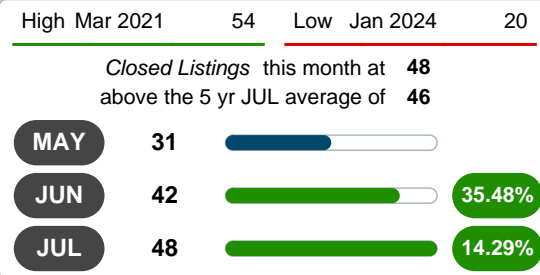 High Mar 2021 54 Low Jan 2024 20
Closed Listings this month at 48
above the 5 yr JUL average of 46
MAY 31
JUN 42 35.48%
JUL 48 14.29%